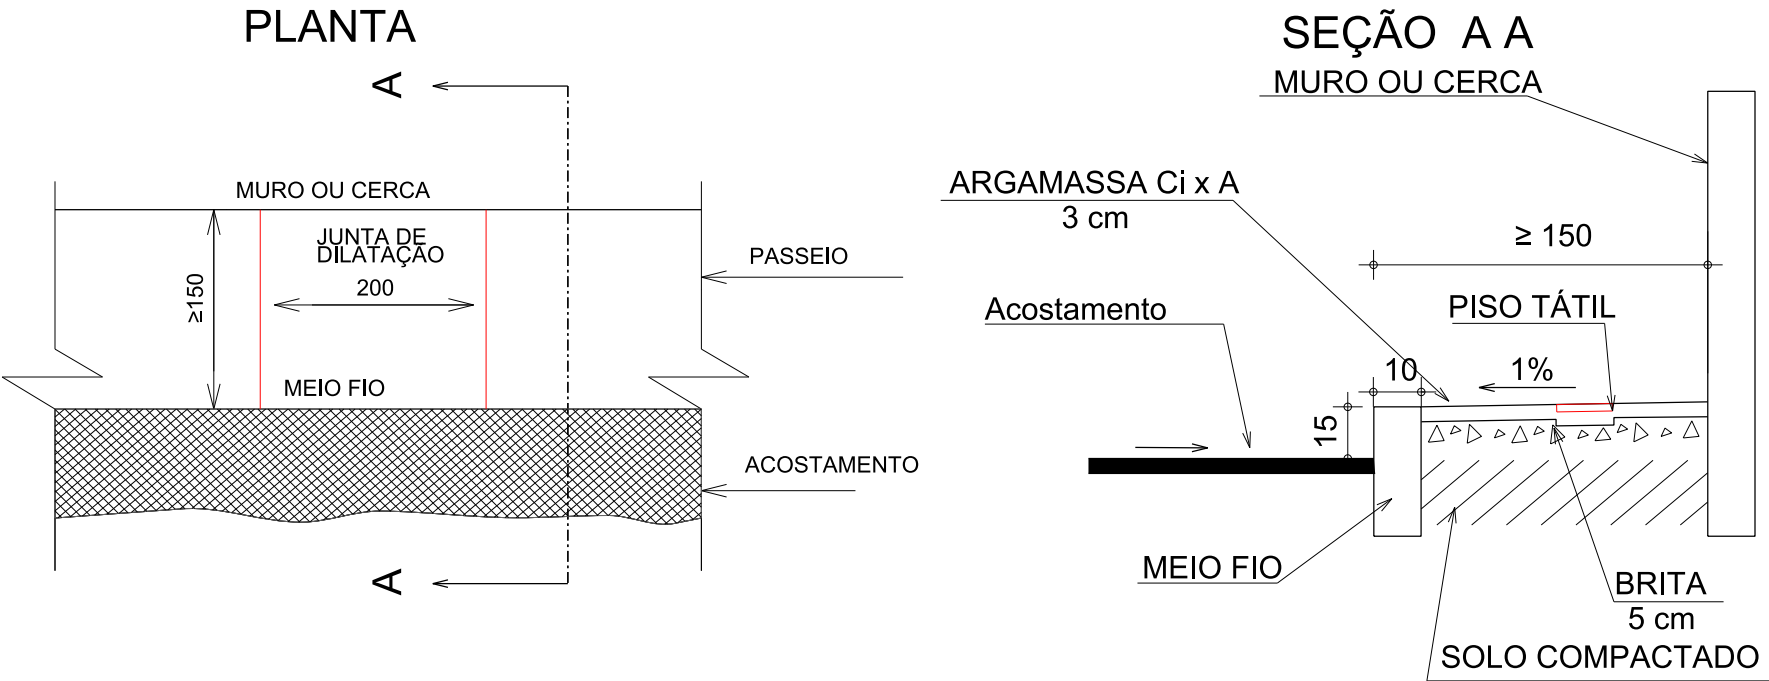 PLANTA
A
MURO OU CERCA
JUNTA DE
DILATAÇÃO
200
≥150
PASSEIO
MEIO FIO
ACOSTAMENTO
A
SEÇÃO A A
MURO OU CERCA
ARGAMASSA Ci x A
3 cm
≥ 150
Acostamento
PISO TÁTIL
10
1%
15
MEIO FIO
BRITA
5 cm
SOLO COMPACTADO